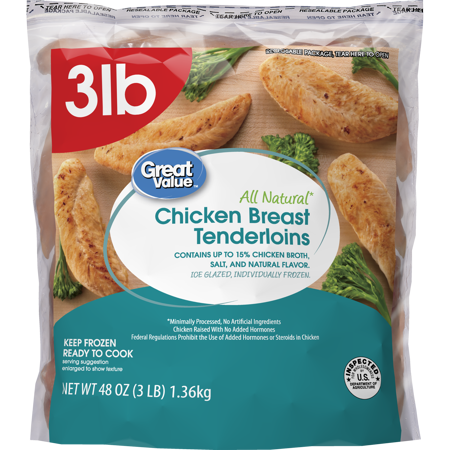 TEAR HERE TO OPEN
RESEALABLE PACKAGE
RESEALABLE PACKAGE, TEAR HERE TO OPEN
3lb
Great
Value™
All Natural*
Chicken Breast
Tenderloins
CONTAINS UP TO 15% CHICKEN BROTH,
SALT, AND NATURAL FLAVOR.
ICE GLAZED, INDIVIDUALLY FROZEN.
*Minimally Processed, No Artificial Ingredients
Chicken Raised With No Added Hormones
Federal Regulations Prohibit the Use of Added Hormones or Steroids in Chicken
KEEP FROZEN
READY TO COOK
serving suggestion
enlarged to show texture
NET WT 48 OZ (3 LB) 1.36kg
INSPECTED
FOR WHOLESOMENESS BY
U.S.
DEPARTMENT OF
AGRICULTURE